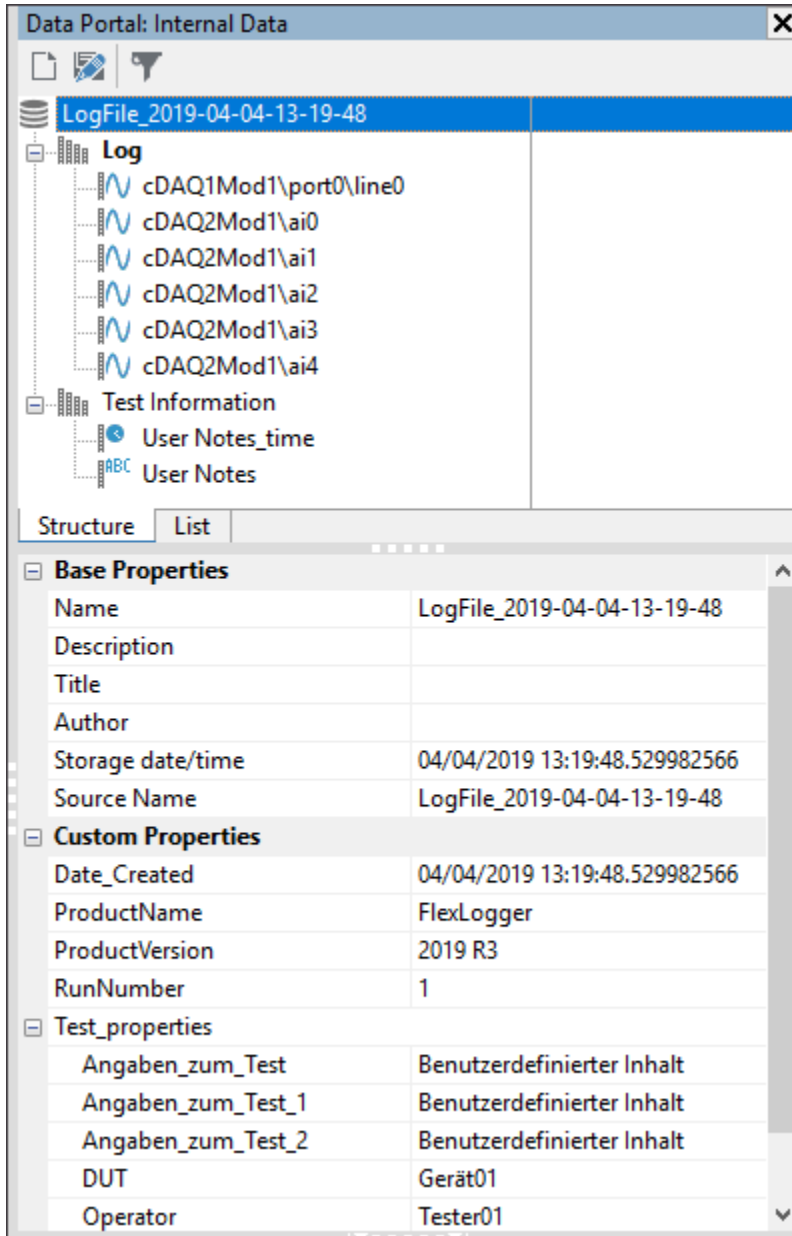 Data Portal: Internal Data
LogFile_2019-04-04-13-19-48
Log
cDAQ1Mod1\port0\line0
cDAQ2Mod1\ai0
cDAQ2Mod1\ai1
cDAQ2Mod1\ai2
cDAQ2Mod1\ai3
cDAQ2Mod1\ai4
Test Information
User Notes_time
ABC User Notes
Structure List
Base Properties
Name LogFile_2019-04-04-13-19-48
Description
Title
Author
Storage date/time 04/04/2019 13:19:48.529982566
Source Name LogFile_2019-04-04-13-19-48
Custom Properties
Date_Created 04/04/2019 13:19:48.529982566
ProductName FlexLogger
ProductVersion 2019 R3
RunNumber 1
Test_properties
Angaben_zum_Test Benutzerdefinierter Inhalt
Angaben_zum_Test_1 Benutzerdefinierter Inhalt
Angaben_zum_Test_2 Benutzerdefinierter Inhalt
DUT Gerät01
Operator Tester01